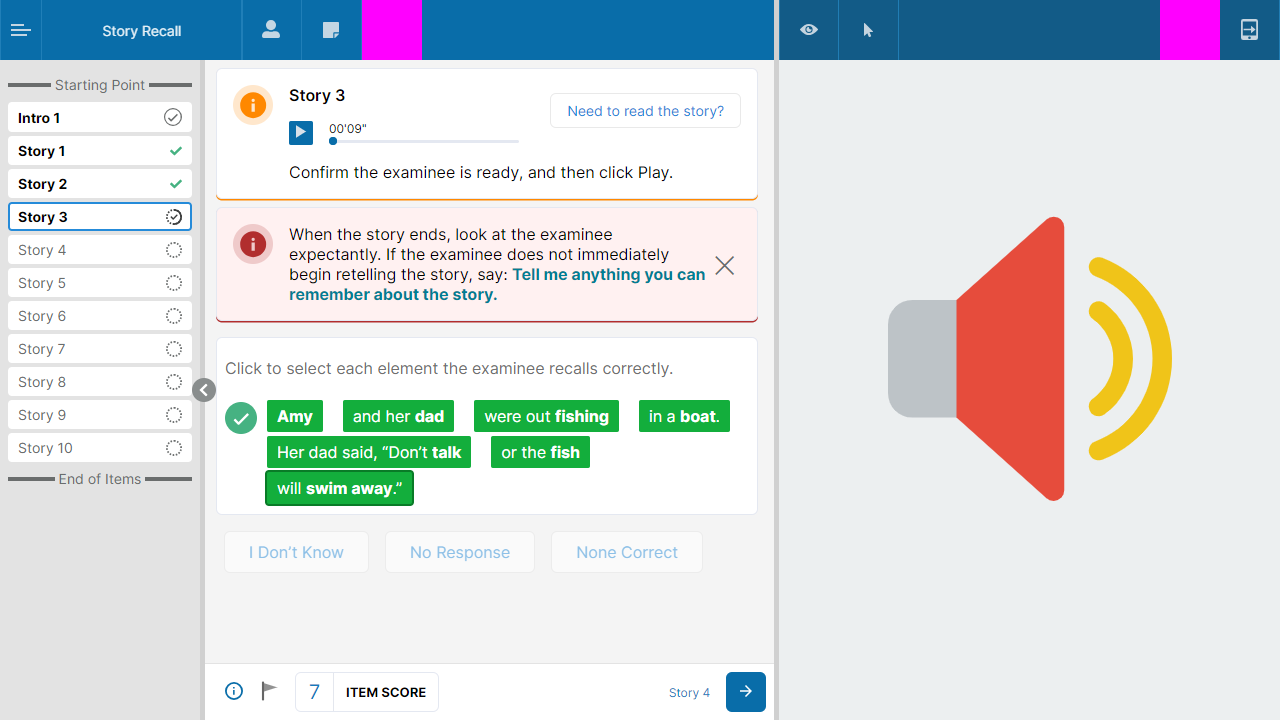 Story Recall
Starting Point
Intro 1
Story 1
Story 2
Story 3
Story 4
Story 5
Story 6
Story 7
Story 8
Story 9
Story 10
End of Items
Story 3
Need to read the story?
00'09"
Confirm the examinee is ready, and then click Play.
When the story ends, look at the examinee
expectantly. If the examinee does not immediately
begin retelling the story, say: Tell me anything you can
remember about the story.
Click to select each element the examinee recalls correctly.
Amy and her dad were out fishing in a boat.
Her dad said, “Don’t talk or the fish
will swim away.”
I Don’t Know No Response None Correct
7 ITEM SCORE Story 4